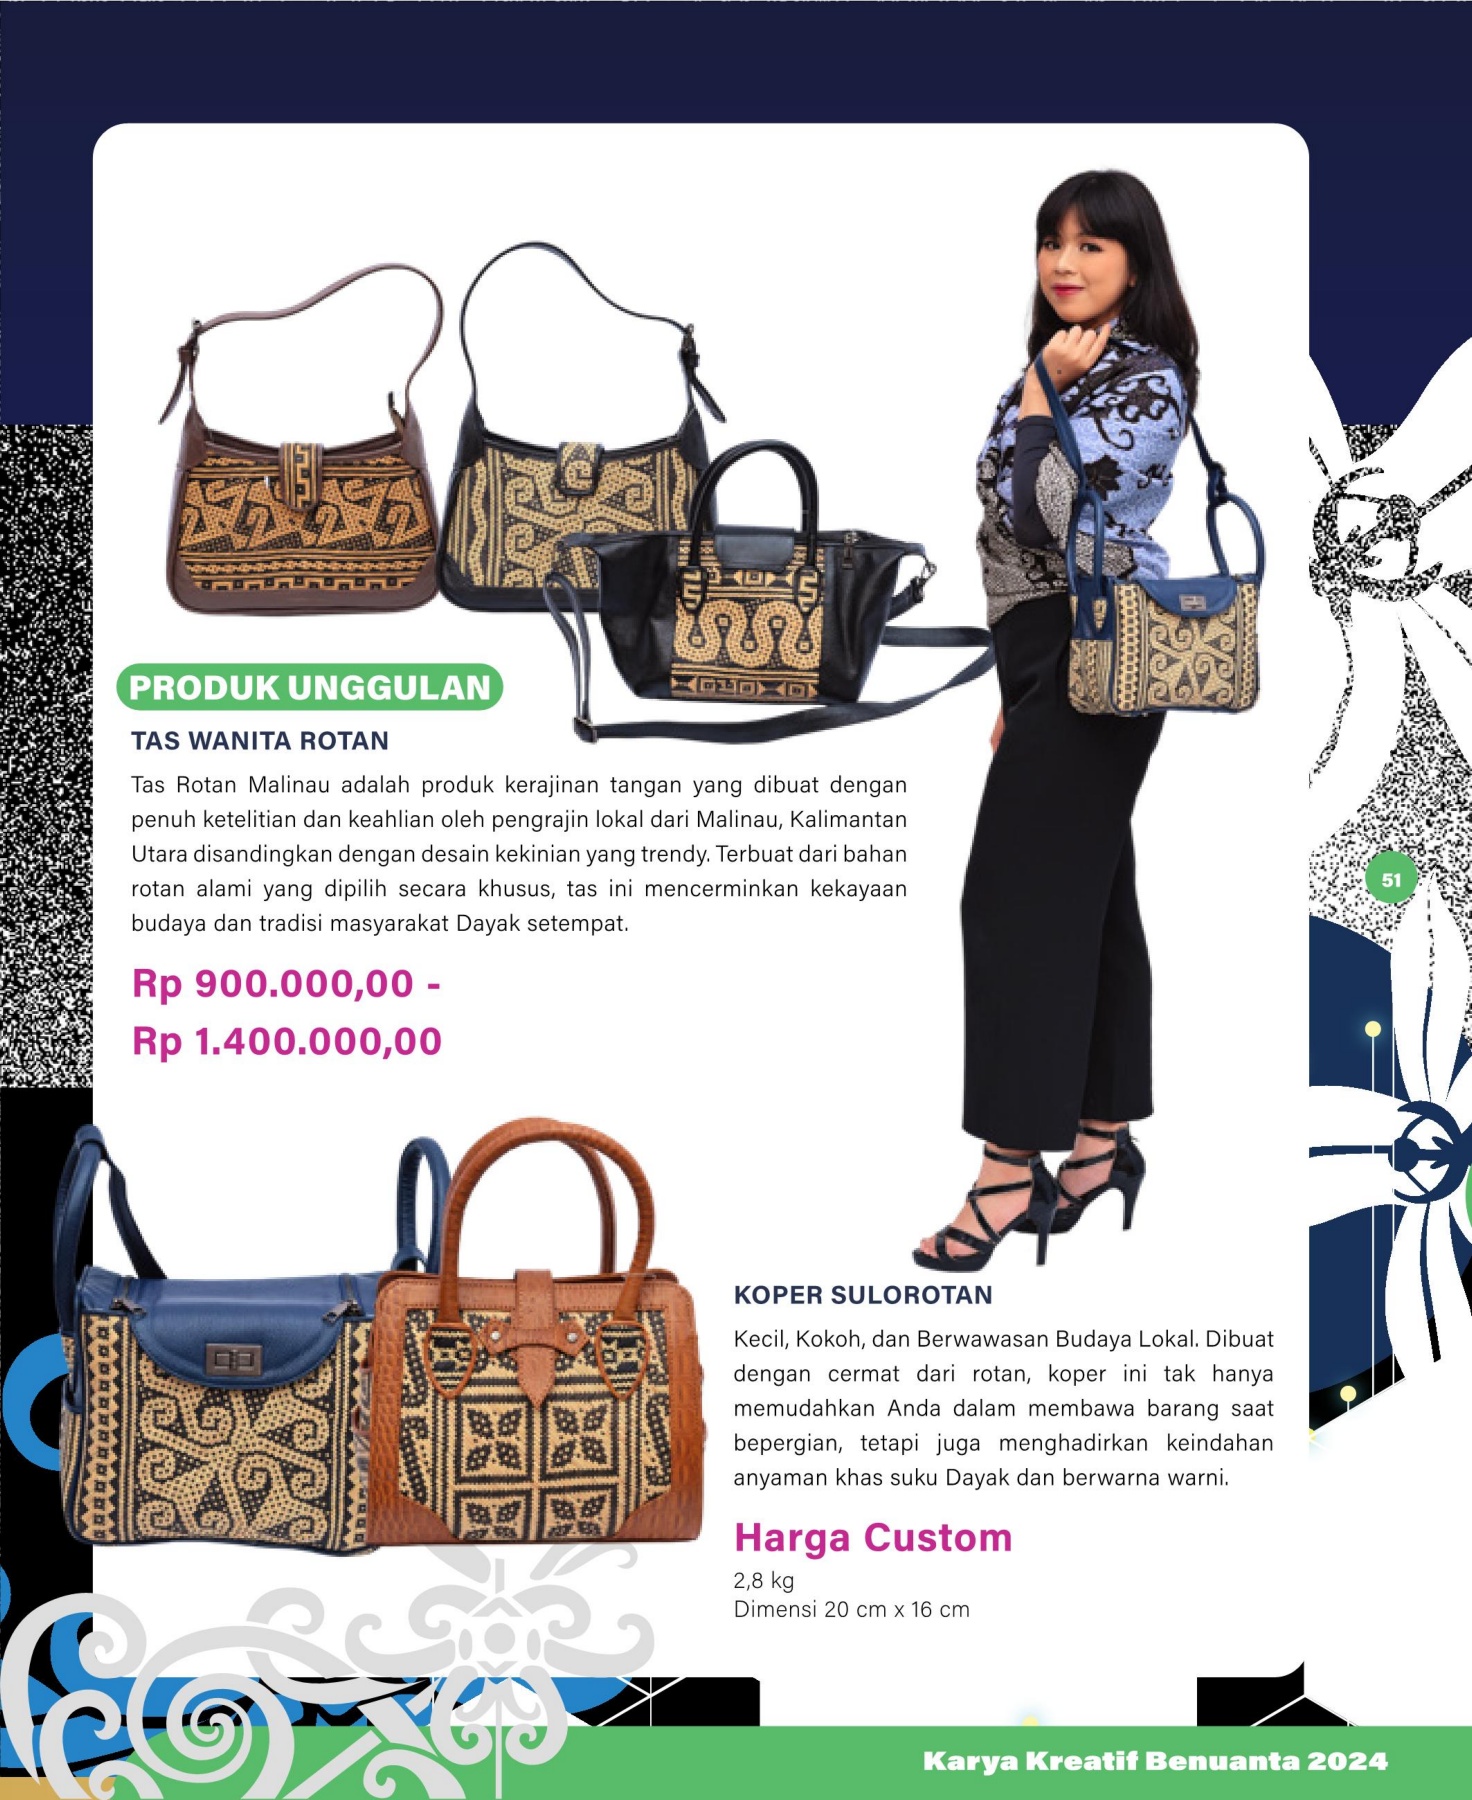 PRODUK UNGGULAN
TAS WANITA ROTAN
Tas Rotan Malinau adalah produk kerajinan tangan yang dibuat dengan
penuh ketelitian dan keahlian oleh pengrajin lokal dari Malinau, Kalimantan
Utara disandingkan dengan desain kekinian yang trendy. Terbuat dari bahan
rotan alami yang dipilih secara khusus, tas ini mencerminkan kekayaan
budaya dan tradisi masyarakat Dayak setempat.
Rp 900.000,00 -
Rp 1.400.000,00
51
KOPER SULOROTAN
Kecil, Kokoh, dan Berwawasan Budaya Lokal. Dibuat
dengan cermat dari rotan, koper ini tak hanya
memudahkan Anda dalam membawa barang saat
bepergian, tetapi juga menghadirkan keindahan
anyaman khas suku Dayak dan berwarna warni.
Harga Custom
2,8 kg
Dimensi 20 cm x 16 cm
Karya Kreatif Benuanta 2024